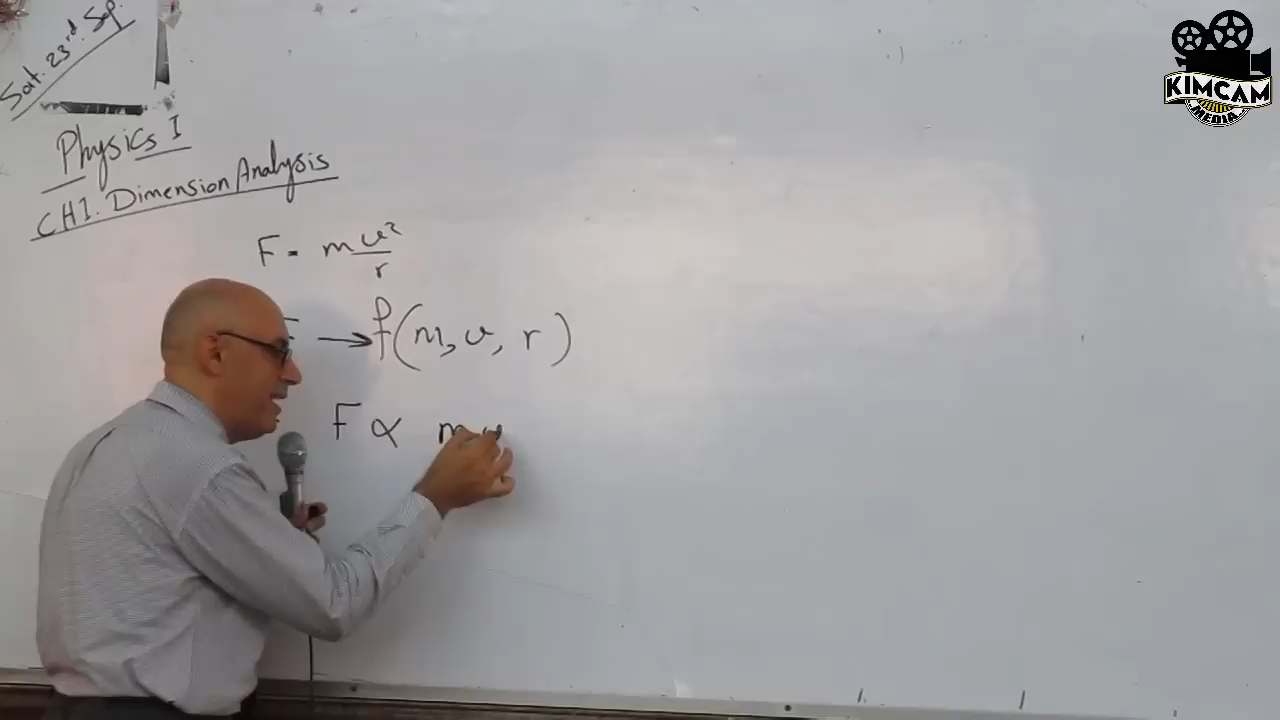 Sat. 23rd. Sep.
Physics I
CH1. Dimension Analysis
F = mv²/r
→ f(m, v, r)
F ∝ m v
KIMCAM
MEDIA